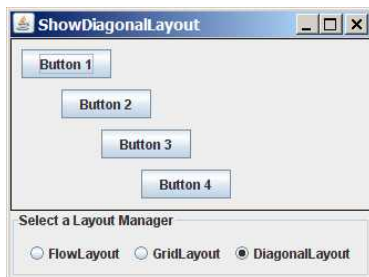 ShowDiagonalLayout
Button 1
Button 2
Button 3
Button 4
Select a Layout Manager
FlowLayout GridLayout DiagonalLayout